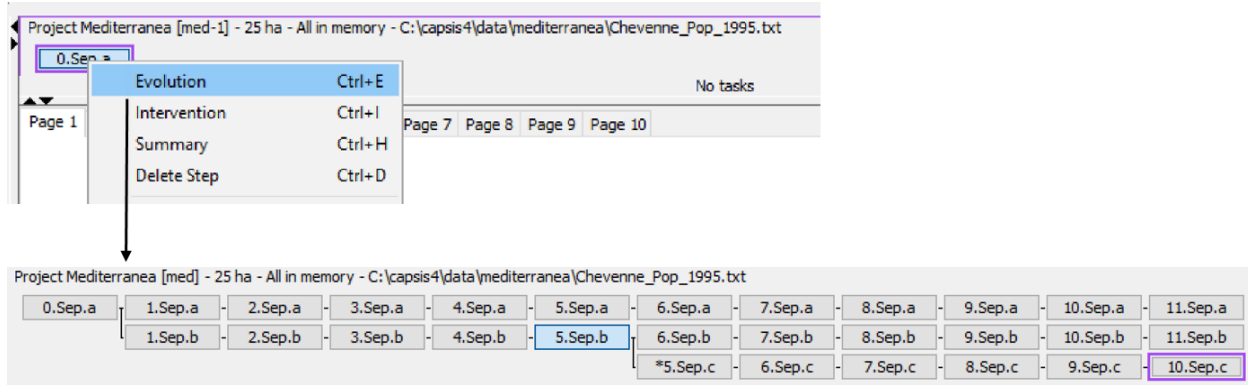 Project Mediterranea [med-1] - 25 ha - All in memory - C:\capsis4\data\mediterranea\Chevenne_Pop_1995.txt
0.Sep.a
Evolution Ctrl+E
No tasks
Intervention Ctrl+I
Page 1 Page 7 Page 8 Page 9 Page 10
Summary Ctrl+H
Delete Step Ctrl+D
Project Mediterranea [med] - 25 ha - All in memory - C:\capsis4\data\mediterranea\Chevenne_Pop_1995.txt
0.Sep.a 1.Sep.a - 2.Sep.a - 3.Sep.a - 4.Sep.a - 5.Sep.a - 6.Sep.a - 7.Sep.a - 8.Sep.a - 9.Sep.a - 10.Sep.a - 11.Sep.a
1.Sep.b - 2.Sep.b - 3.Sep.b - 4.Sep.b - 5.Sep.b 6.Sep.b - 7.Sep.b - 8.Sep.b - 9.Sep.b - 10.Sep.b - 11.Sep.b
*5.Sep.c - 6.Sep.c - 7.Sep.c - 8.Sep.c - 9.Sep.c - 10.Sep.c